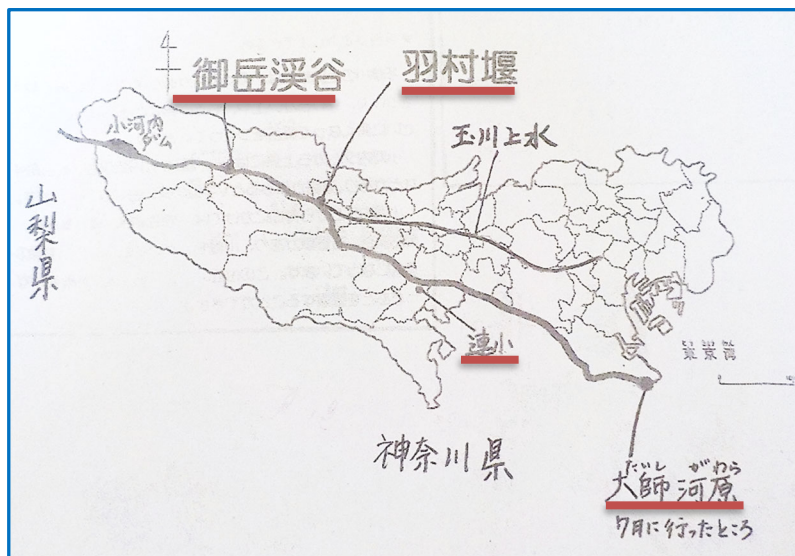 4
御岳渓谷
羽村堰
小河内
ダム
玉川上水
山梨県
連小
東京湾
神奈川県
たいし がわら
大師河原
7月に行ったところ